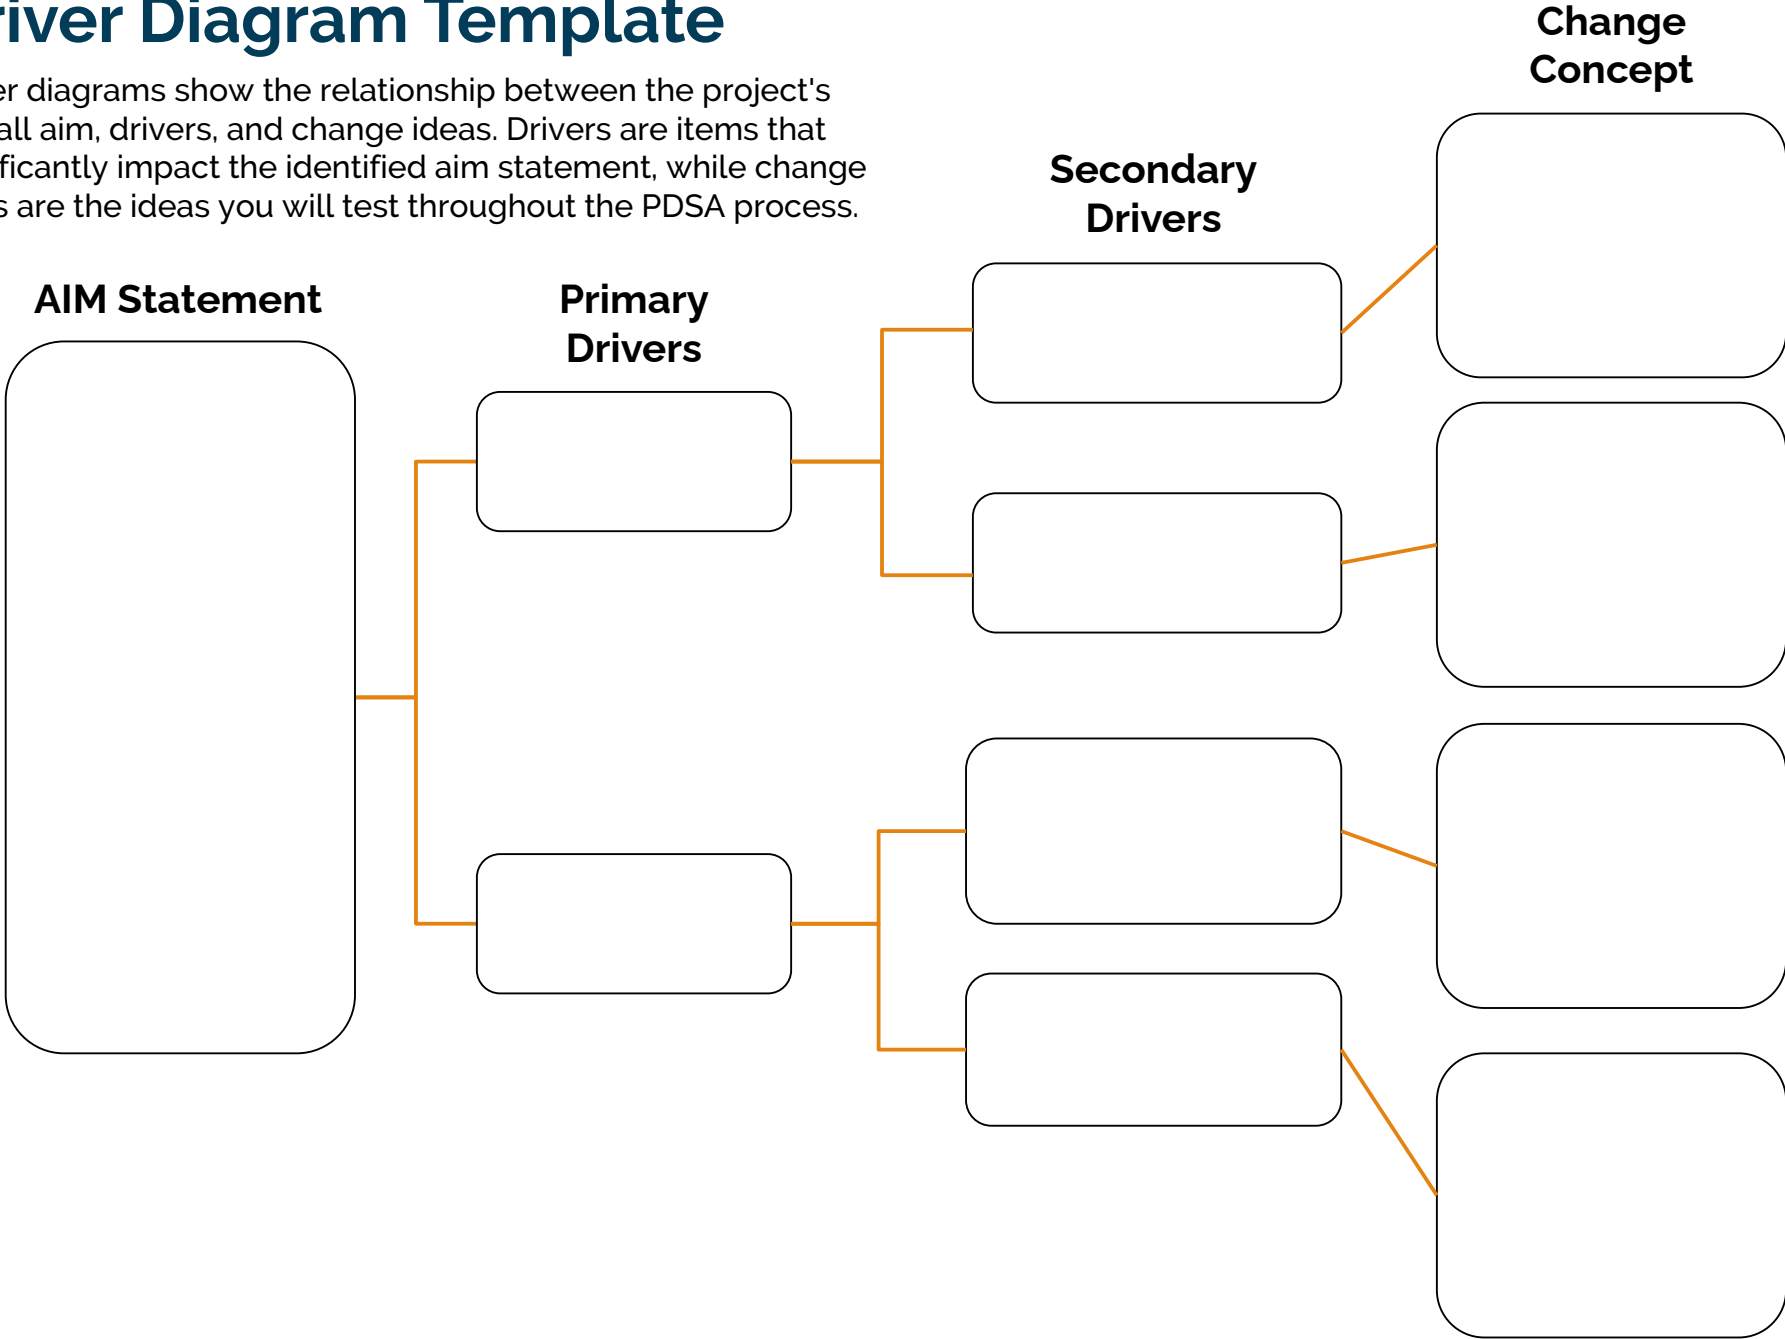 river Diagram Template
er diagrams show the relationship between the project's
all aim, drivers, and change ideas. Drivers are items that
ficantly impact the identified aim statement, while change
s are the ideas you will test throughout the PDSA process.
AIM Statement
Primary
Drivers
Secondary
Drivers
Change
Concept